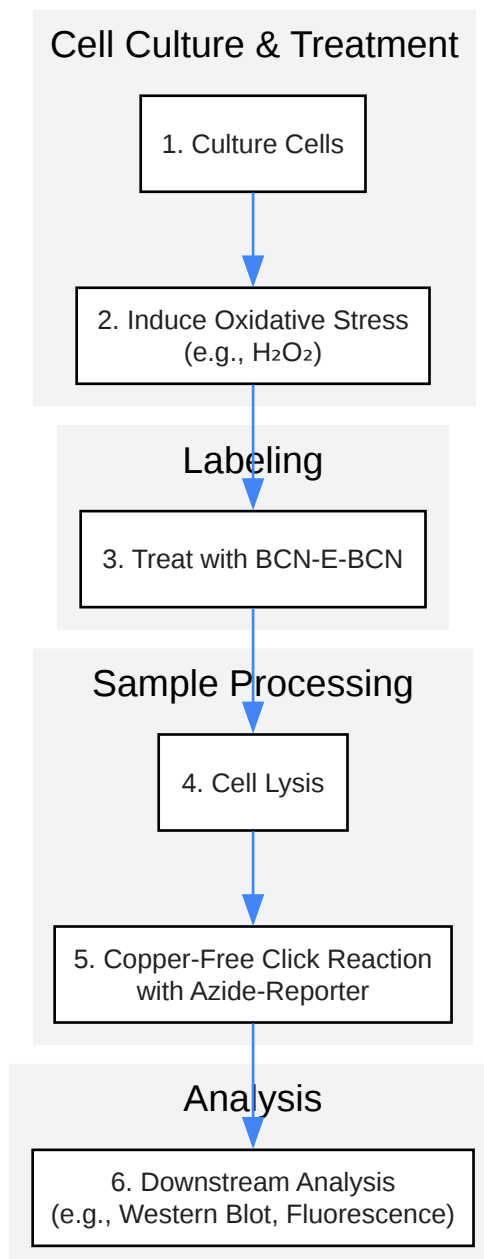 Cell Culture & Treatment
1. Culture Cells
2. Induce Oxidative Stress
(e.g., H₂O₂)
Labeling
3. Treat with BCN-E-BCN
Sample Processing
4. Cell Lysis
5. Copper-Free Click Reaction
with Azide-Reporter
Analysis
6. Downstream Analysis
(e.g., Western Blot, Fluorescence)